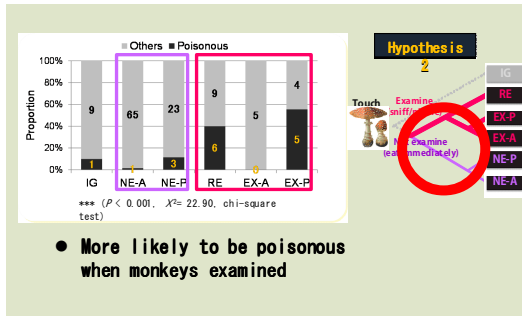 Others Poisonous
Hypothesis
2
Proportion
100%
80%
60%
40%
20%
0%
9
65
23
9
5
4
1
1
3
6
0
5
IG NE-A NE-P RE EX-A EX-P
*** (P < 0.001, X²= 22.90, chi-square
test)
Touch
Examine
Not examine
(eat immediately)
IG
RE
EX-P
EX-A
NE-P
NE-A
● More likely to be poisonous
when monkeys examined